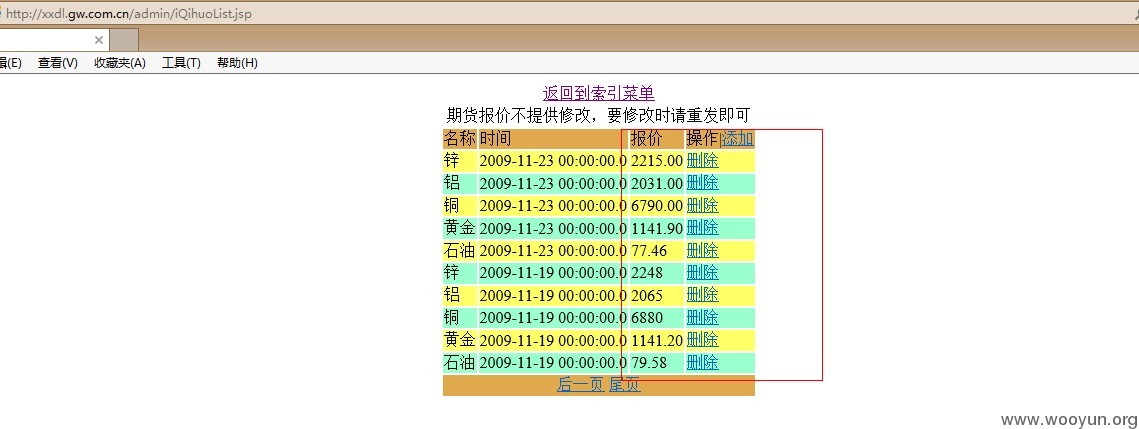 http://xxdl.gw.com.cn/admin/iQihuoList.jsp
辑(E) 查看(V) 收藏夹(A) 工具(T) 帮助(H)
返回到索引菜单
期货报价不提供修改，要修改时请重发即可
名称 时间 报价 操作|添加
锌 2009-11-23 00:00:00.0 2215.00 删除
铝 2009-11-23 00:00:00.0 2031.00 删除
铜 2009-11-23 00:00:00.0 6790.00 删除
黄金 2009-11-23 00:00:00.0 1141.90 删除
石油 2009-11-23 00:00:00.0 77.46 删除
锌 2009-11-19 00:00:00.0 2248 删除
铝 2009-11-19 00:00:00.0 2065 删除
铜 2009-11-19 00:00:00.0 6880 删除
黄金 2009-11-19 00:00:00.0 1141.20 删除
石油 2009-11-19 00:00:00.0 79.58 删除
后一页 尾页
www.wooyun.org